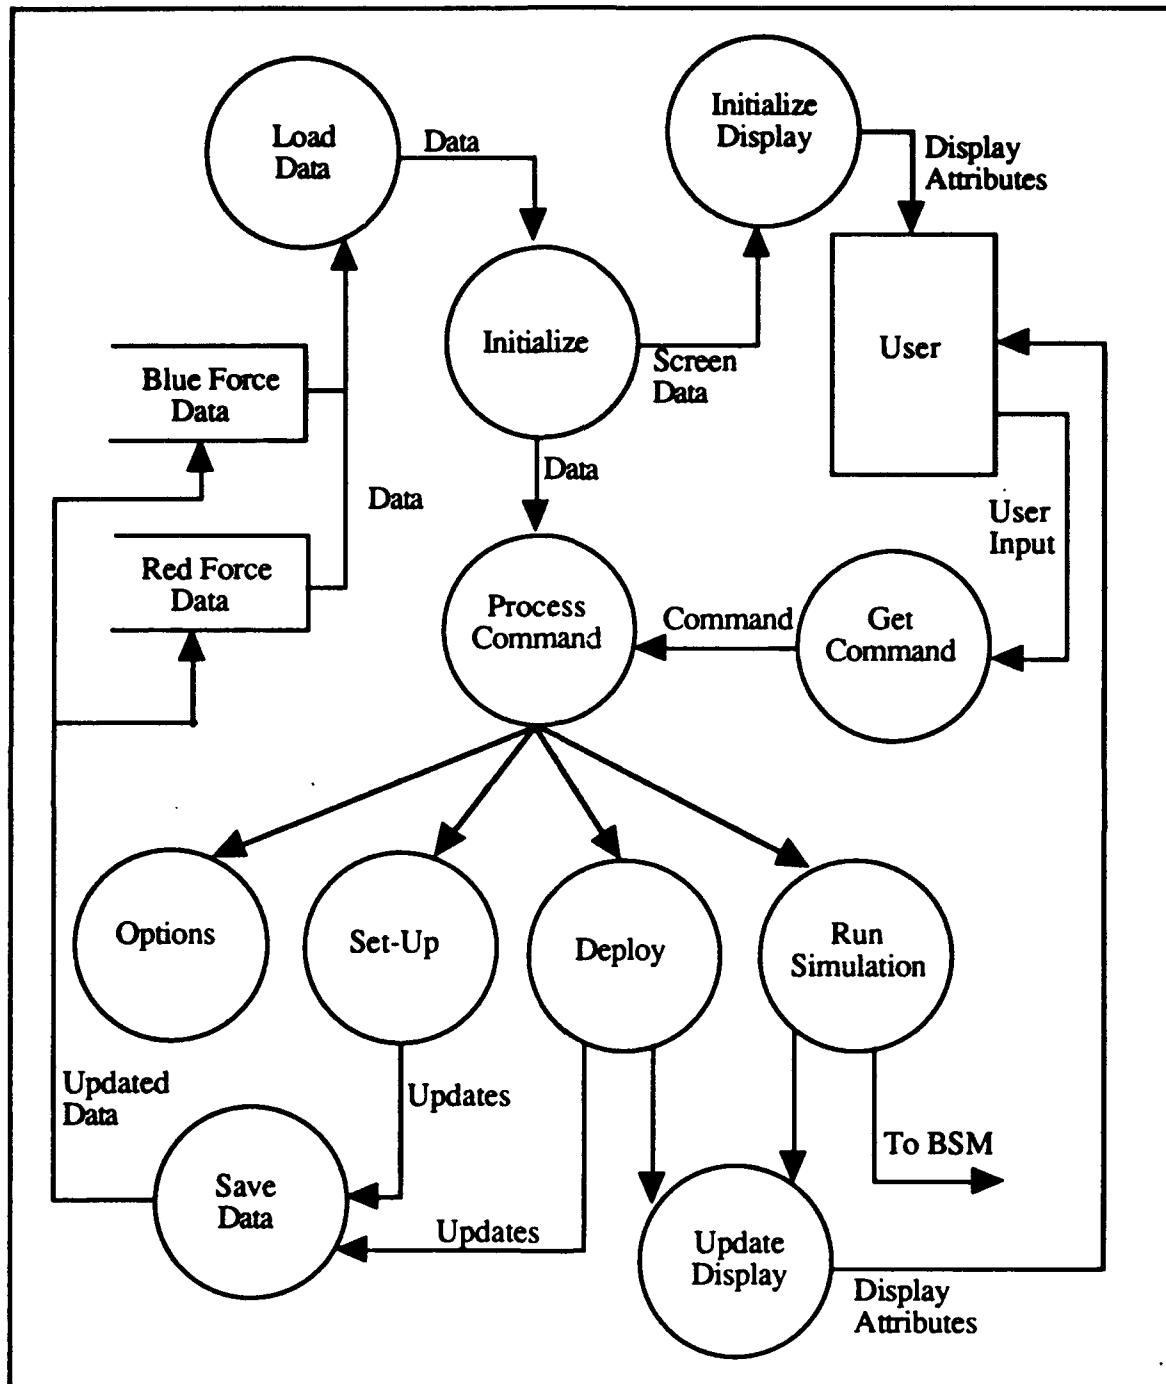 Load
Data
Data
Initialize
Display
Display
Attributes
Initialize
Screen
Data
User
Blue Force
Data
Data
Data
User
Input
Red Force
Data
Process
Command
Command
Get
Command
Options
Set-Up
Deploy
Run
Simulation
Updated
Data
Updates
To BSM
Save
Data
Updates
Update
Display
Display
Attributes